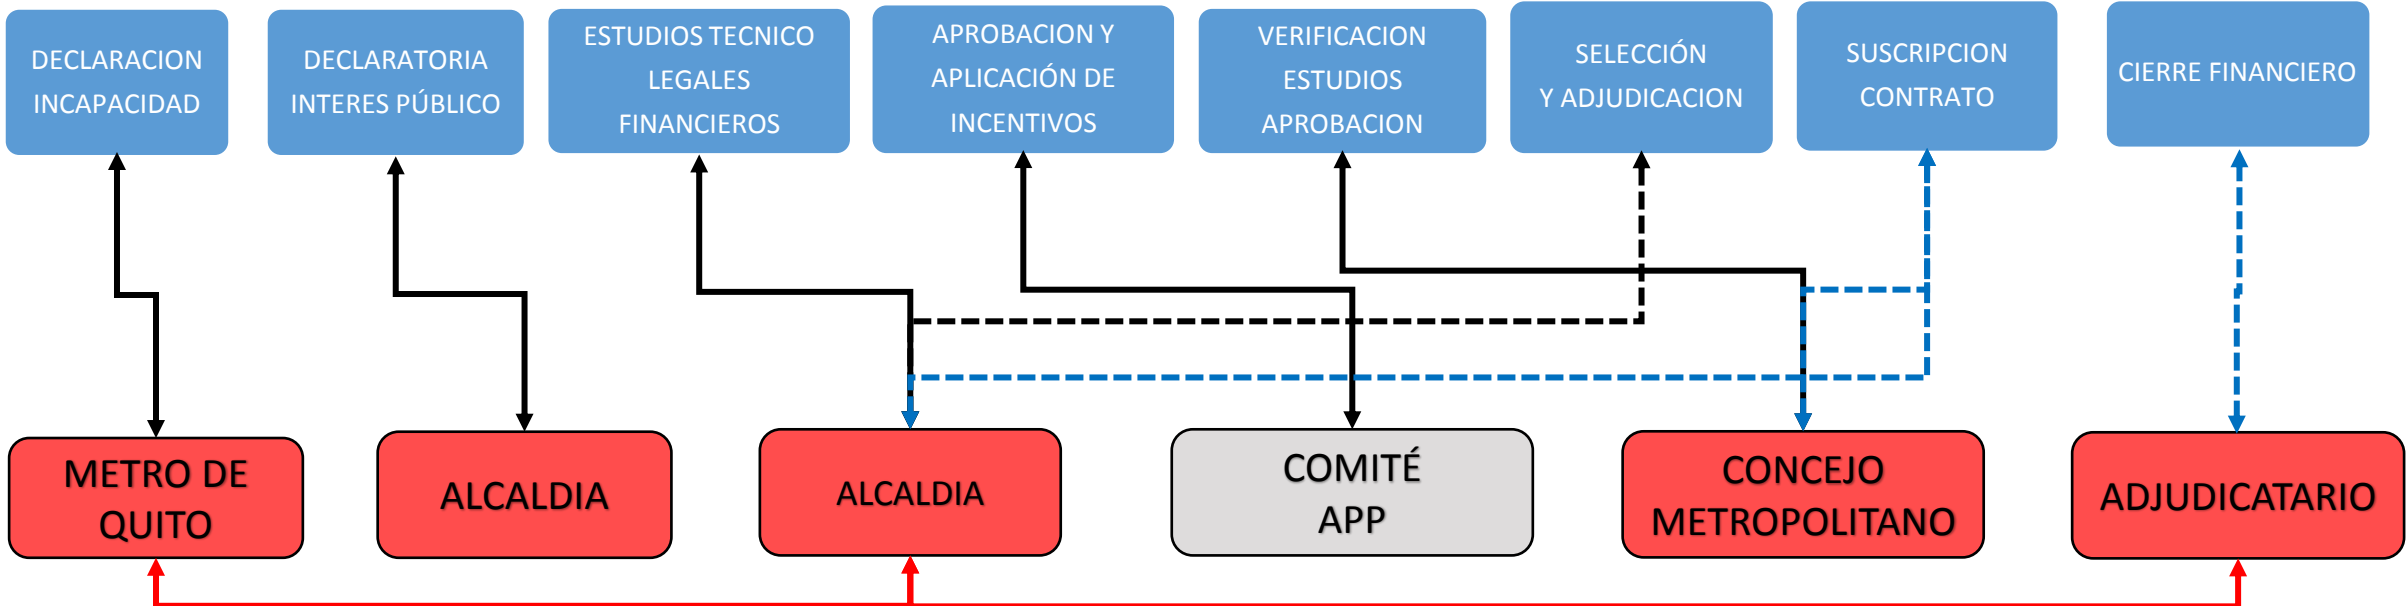 DECLARACION
INCAPACIDAD
DECLARATORIA
INTERES PÚBLICO
ESTUDIOS TECNICO
LEGALES
FINANCIEROS
APROBACION Y
APLICACIÓN DE
INCENTIVOS
VERIFICACION
ESTUDIOS
APROBACION
SELECCIÓN
Y ADJUDICACION
SUSCRIPCION
CONTRATO
CIERRE FINANCIERO
METRO DE
QUITO
ALCALDIA
ALCALDIA
COMITÉ
APP
CONCEJO
METROPOLITANO
ADJUDICATARIO